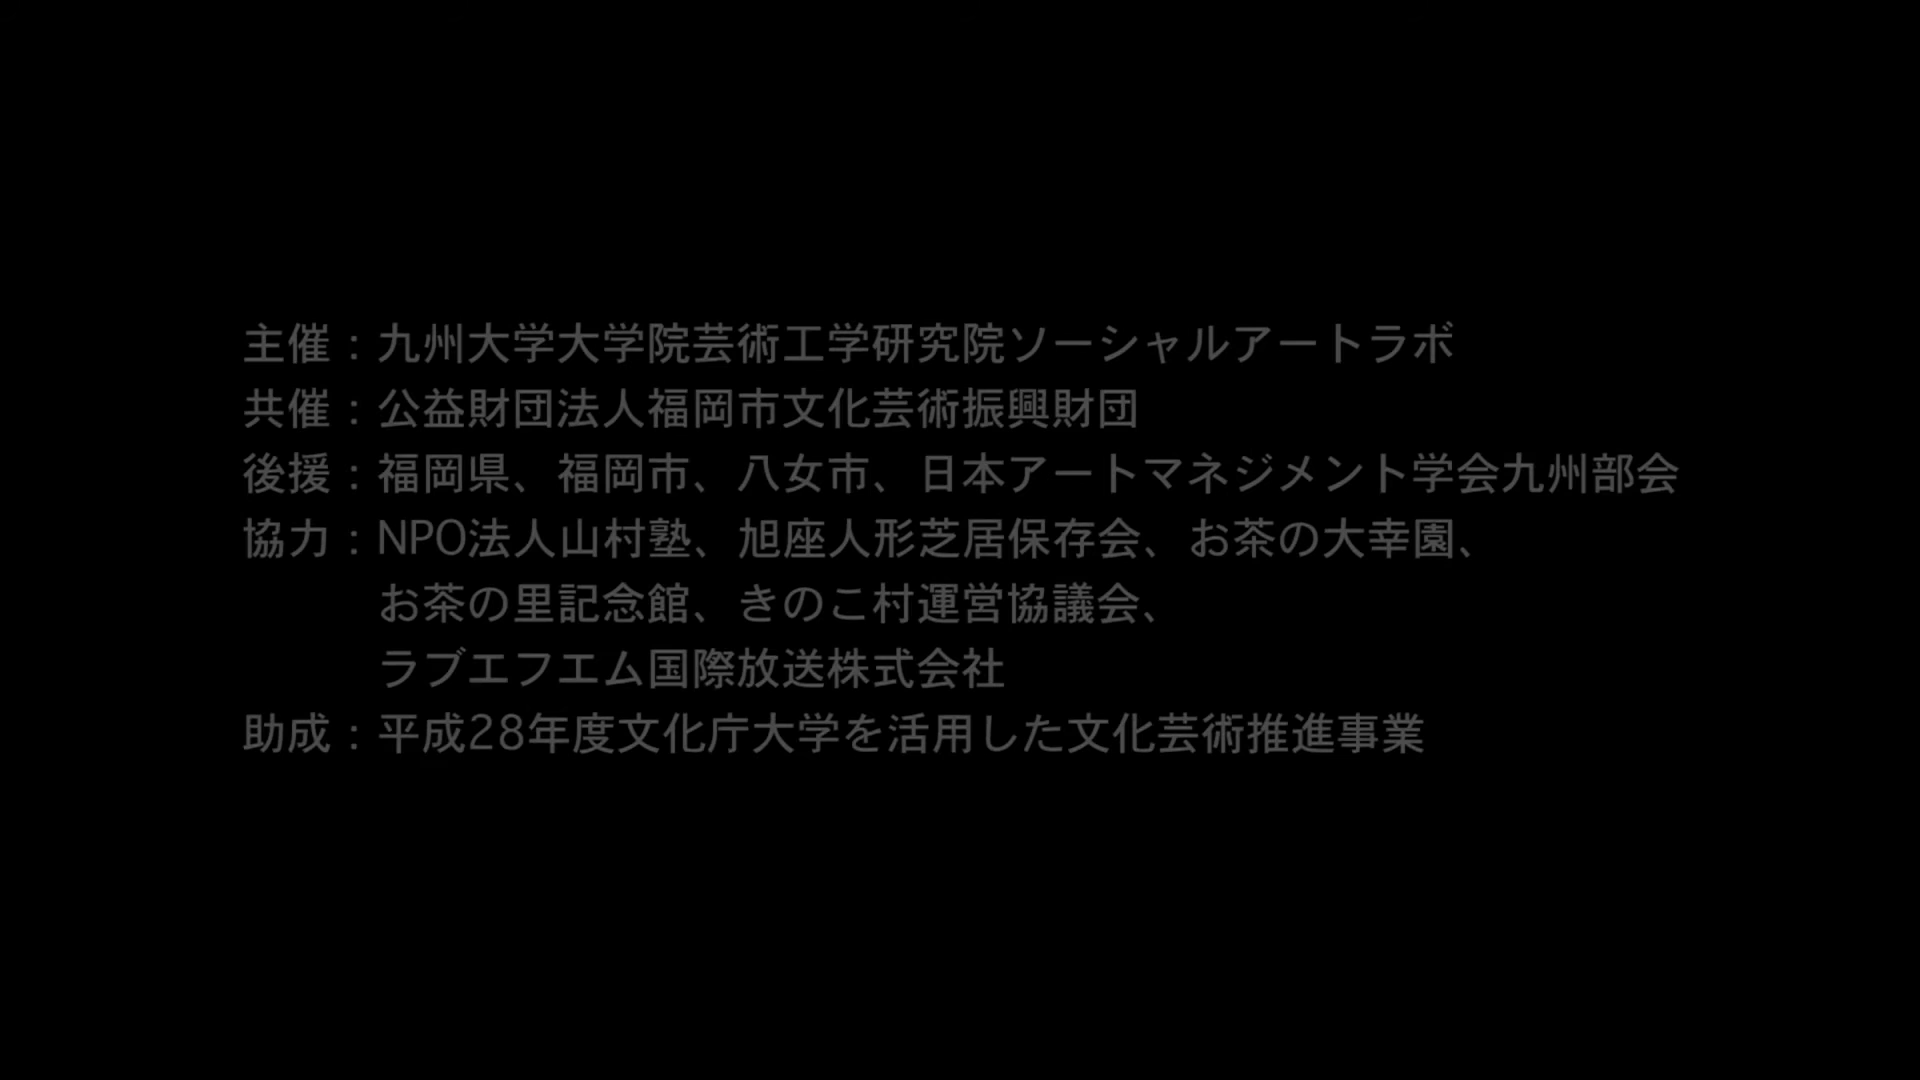 主催：九州大学大学院芸術工学研究院ソーシャルアートラボ
共催：公益財団法人福岡市文化芸術振興財団
後援：福岡県、福岡市、八女市、日本アートマネジメント学会九州部会
協力：NPO法人山村塾、旭座人形芝居保存会、お茶の大幸園、
お茶の里記念館、きのこ村運営協議会、
ラブエフエム国際放送株式会社
助成：平成28年度文化庁大学を活用した文化芸術推進事業